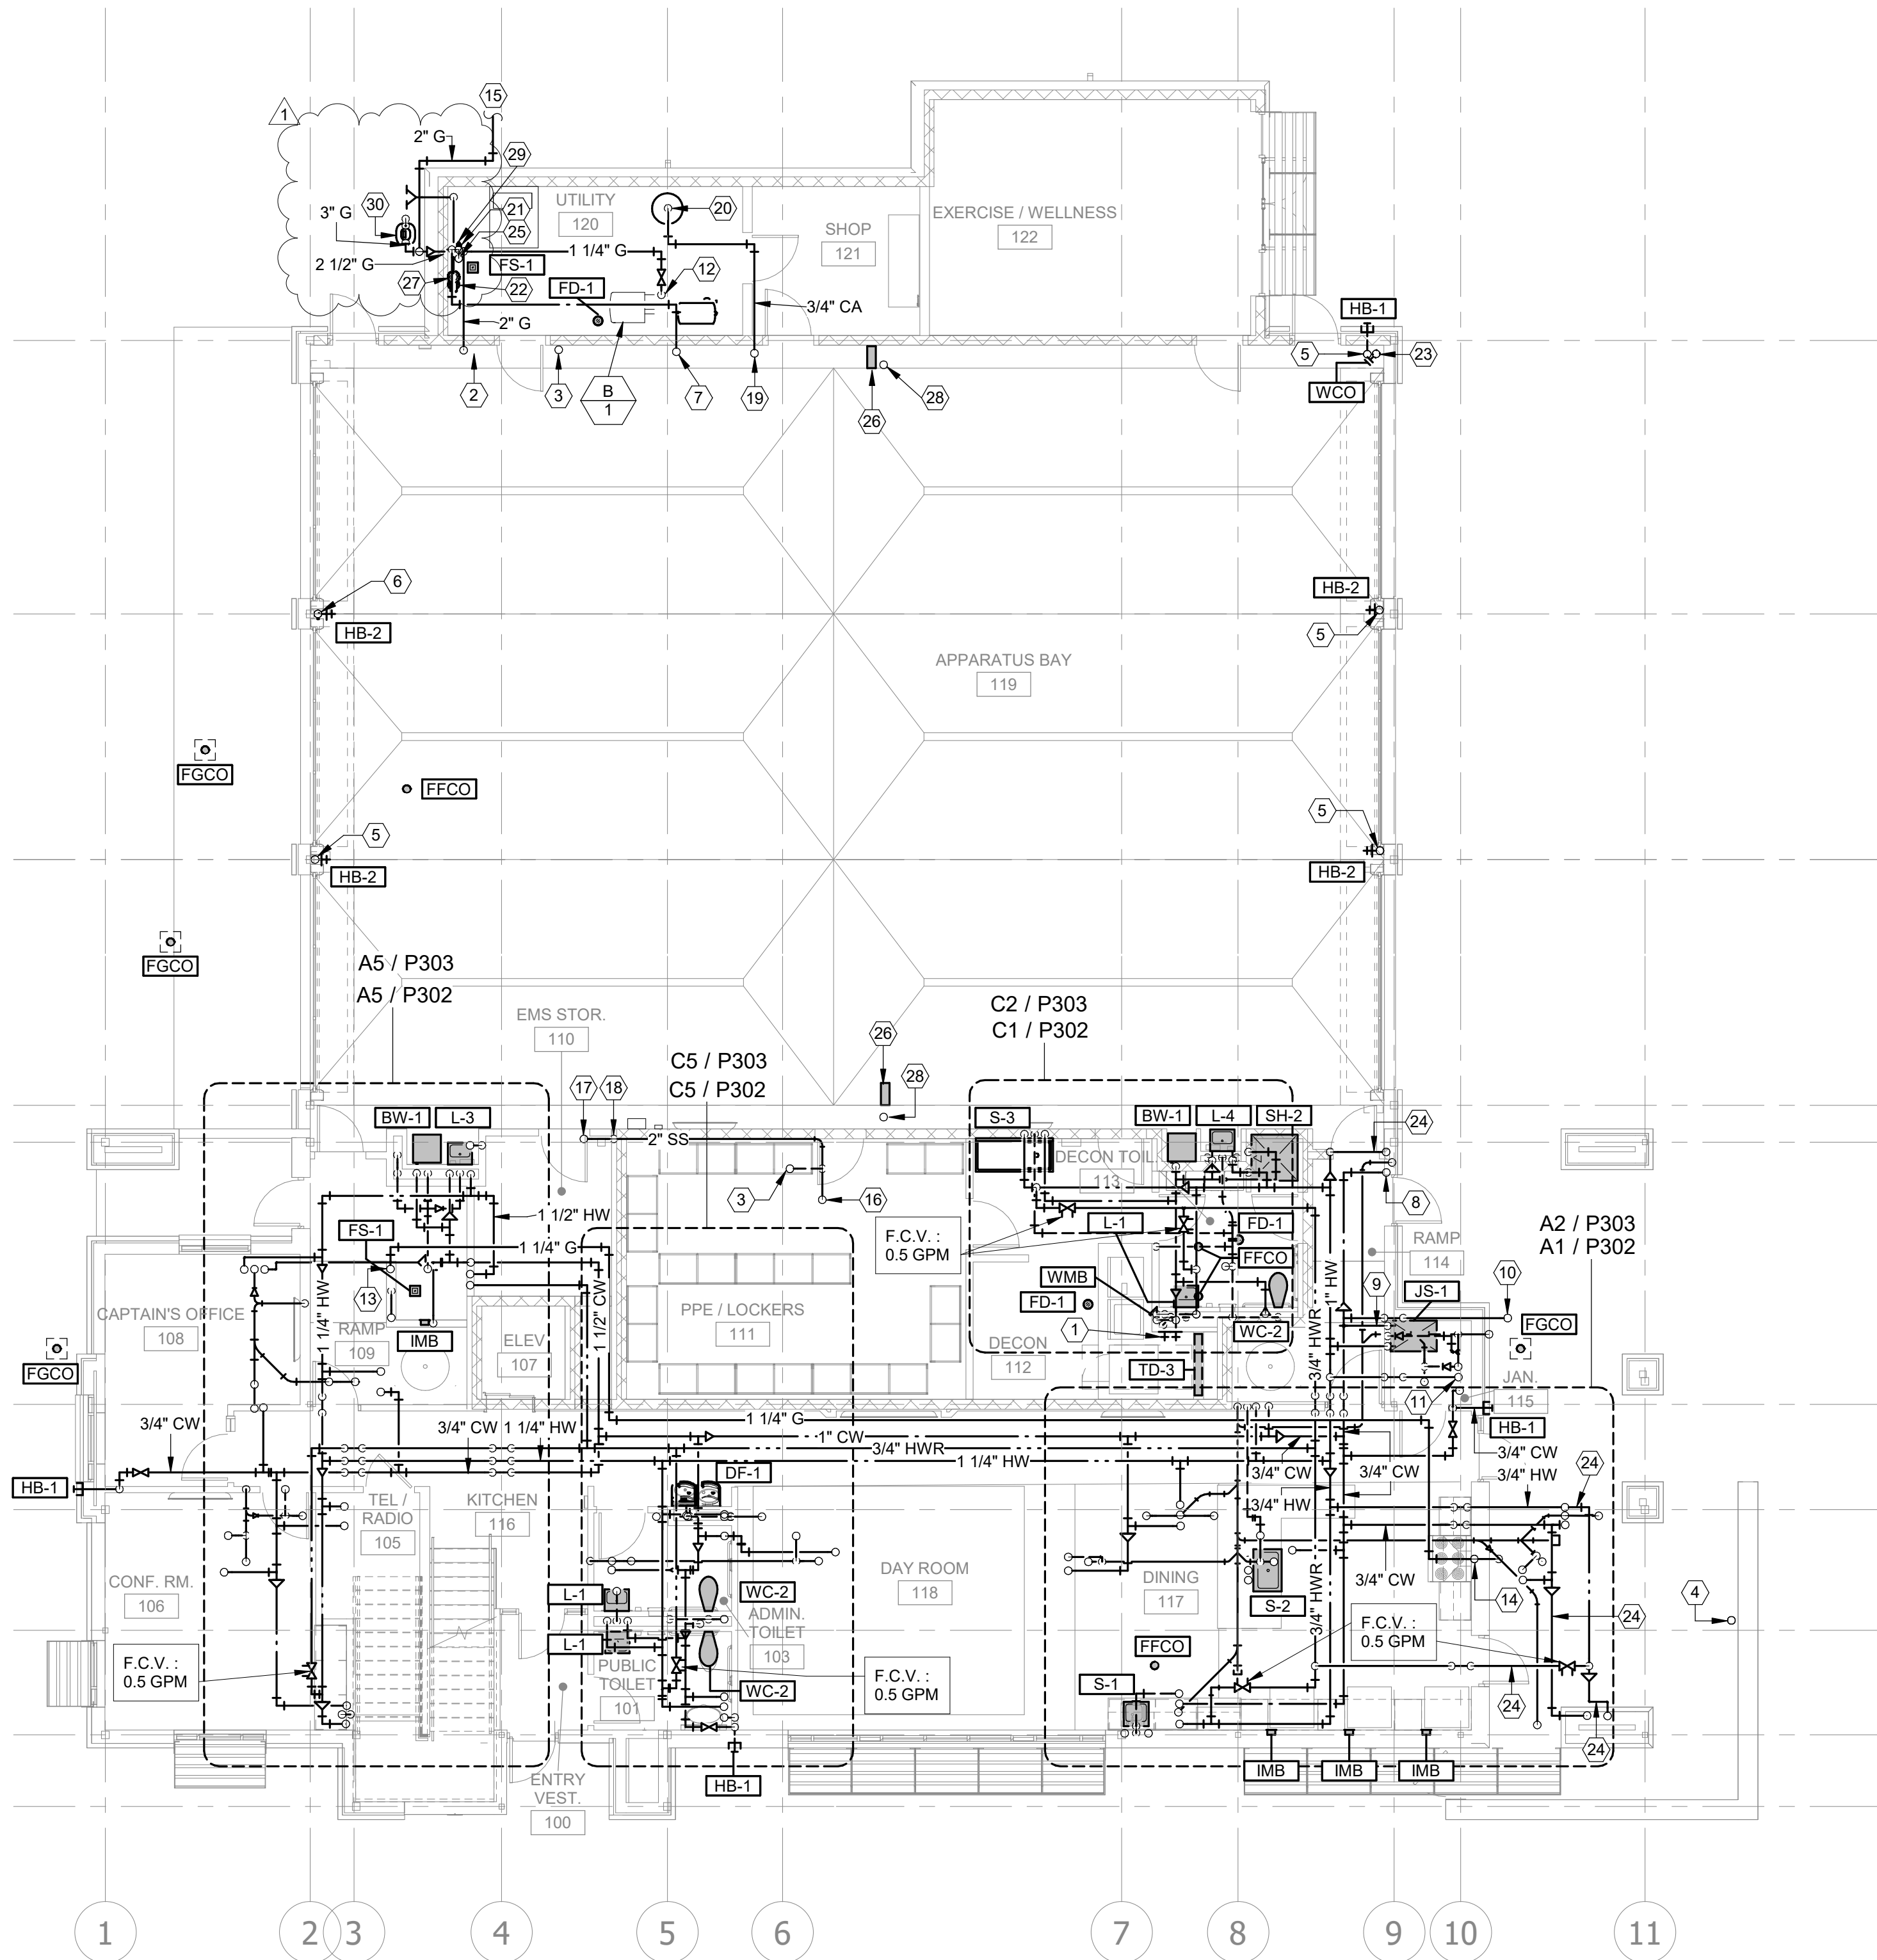 15
1
2" G
29
UTILITY
120
30
3" G
21
20
25
SHOP
121
EXERCISE / WELLNESS
122
1 1/4" G
2 1/2" G
FS-1
12
27
22
FD-1
3/4" CA
2" G
HB-1
5
23
WCO
2
3
B
1
7
19
26
28
6
HB-2
HB-2
5
APPARATUS BAY
119
FGCO
FFCO
5
HB-2
5
HB-2
FGCO
A5 / P303
A5 / P302
EMS STOR.
110
C2 / P303
C1 / P302
C5 / P303
C5 / P302
26
28
17
18
BW-1
L-3
2" SS
S-3
BW-1
L-4
SH-2
24
DECON TOIL.
113
3
16
8
1 1/2" HW
FS-1
1 1/4" G
F.C.V. :
0.5 GPM
L-1
FD-1
FFCO
RAMP
114
A2 / P303
A1 / P302
WMB
FD-1
9
10
JS-1
13
CAPTAIN'S OFFICE
108
1 1/4" HW
RAMP
109
IMB
ELEV
107
1 1/2" CW
PPE / LOCKERS
111
DECON
112
1
WC-2
TD-3
3/4" HWR
1" HW
FGCO
FGCO
JAN.
115
11
HB-1
3/4" CW
3/4" CW
1 1/4" HW
1 1/4" G
1" CW
3/4" HWR
1 1/4" HW
3/4" CW
3/4" CW
3/4" CW
3/4" HW
24
HB-1
DF-1
3/4" HW
TEL /
RADIO
105
KITCHEN
116
CONF. RM.
106
L-1
WC-2
DAY ROOM
118
DINING
117
S-2
3/4" CW
14
4
ADMIN.
TOILET
103
3/4" HWR
F.C.V. :
0.5 GPM
24
L-1
F.C.V. :
0.5 GPM
PUBLIC
TOILET
101
WC-2
F.C.V. :
0.5 GPM
FFCO
S-1
24
24
HB-1
IMB
IMB
IMB
ENTRY
VEST.
100
1
2
3
4
5
6
7
8
9
10
11